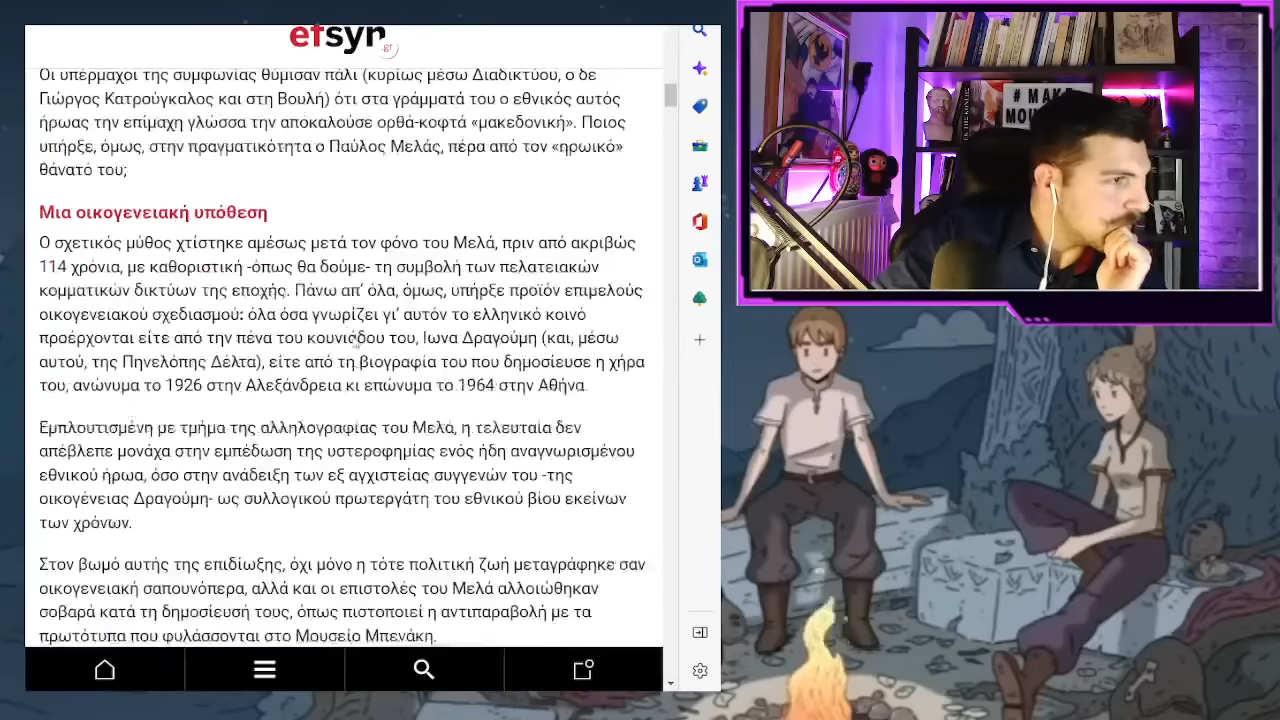 efsyn.gr
Οι υπέρμαχοι της συμφωνίας θύμισαν πάλι (κυρίως μέσω Διαδικτύου, ο δε
Γιώργος Κατρούγκαλος και στη Βουλή) ότι στα γράμματά του ο εθνικός αυτός
ήρωας την επίμαχη γλώσσα την αποκαλούσε ορθά-κοφτά «μακεδονική». Ποιος
υπήρξε, όμως, στην πραγματικότητα ο Παύλος Μελάς, πέρα από τον «ηρωικό»
θάνατό του;
Μια οικογενειακή υπόθεση
Ο σχετικός μύθος χτίστηκε αμέσως μετά τον φόνο του Μελά, πριν από ακριβώς
114 χρόνια, με καθοριστική -όπως θα δούμε- τη συμβολή των πελατειακών
κομματικών δικτύων της εποχής. Πάνω απ' όλα, όμως, υπήρξε προϊόν επιμελούς
οικογενειακού σχεδιασμού: όλα όσα γνωρίζει γι' αυτόν το ελληνικό κοινό
προέρχονται είτε από την πένα του κουνιάδου του, Ιωνα Δραγούμη (και, μέσω
αυτού, της Πηνελόπης Δέλτα), είτε από τη βιογραφία του που δημοσίευσε η χήρα
του, ανώνυμα το 1926 στην Αλεξάνδρεια κι επώνυμα το 1964 στην Αθήνα.
Εμπλουτισμένη με τμήμα της αλληλογραφίας του Μελά, η τελευταία δεν
απέβλεπε μονάχα στην εμπέδωση της υστεροφημίας ενός ήδη αναγνωρισμένου
εθνικού ήρωα, όσο στην ανάδειξη των εξ αγχιστείας συγγενών του -της
οικογένειας Δραγούμη- ως συλλογικού πρωτεργάτη του εθνικού βίου εκείνων
των χρόνων.
Στον βωμό αυτής της επιδίωξης, όχι μόνο η τότε πολιτική ζωή μεταγράφηκε σαν
οικογενειακή σαπουνόπερα, αλλά και οι επιστολές του Μελά αλλοιώθηκαν
σοβαρά κατά τη δημοσίευσή τους, όπως πιστοποιεί η αντιπαραβολή με τα
πρωτότυπα που φυλάσσονται στο Μουσείο Μπενάκη.
# MAK
MOU